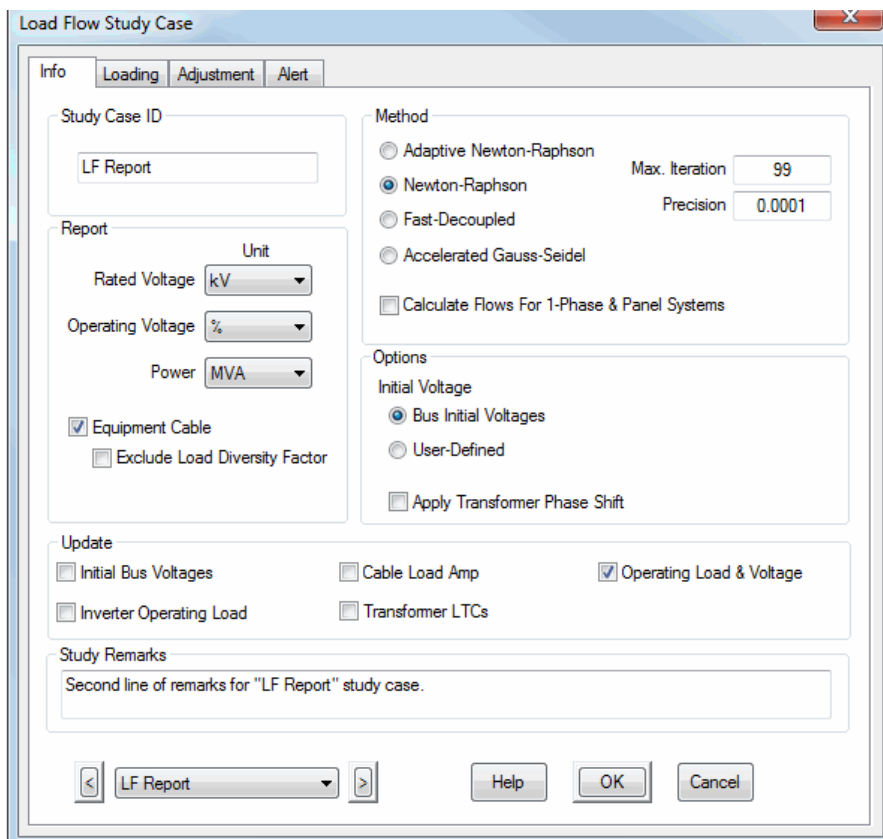 Load Flow Study Case
X
Info Loading Adjustment Alert
Study Case ID
LF Report
Report
Unit
Rated Voltage kV
Operating Voltage %
Power MVA
Equipment Cable
Exclude Load Diversity Factor
Method
Adaptive Newton-Raphson
Newton-Raphson
Fast-Decoupled
Accelerated Gauss-Seidel
Max. Iteration 99
Precision 0.0001
Calculate Flows For 1-Phase & Panel Systems
Options
Initial Voltage
Bus Initial Voltages
User-Defined
Apply Transformer Phase Shift
Update
Initial Bus Voltages Cable Load Amp Operating Load & Voltage
Inverter Operating Load Transformer LTCs
Study Remarks
Second line of remarks for "LF Report" study case.
< LF Report > Help OK Cancel